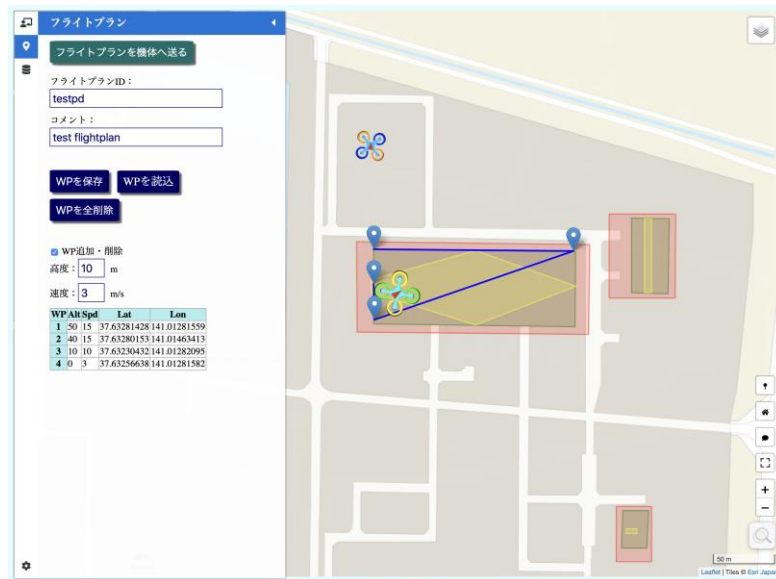 フライトプラン
フライトプランを機体へ送る
フライトプランID：
testpd
コメント：
test flightplan
WPを保存 WPを読込
WPを全削除
WP追加・削除
高度： 10 m
速度： 3 m/s
WP Alt Spd Lat Lon
1 50 15 37.63281428 141.01281559
2 40 15 37.63280153 141.01463413
3 10 10 37.63230432 141.01282095
4 0 3 37.63256638 141.01281582
+
−
50 m
Leaflet | Tiles © Esri Japa